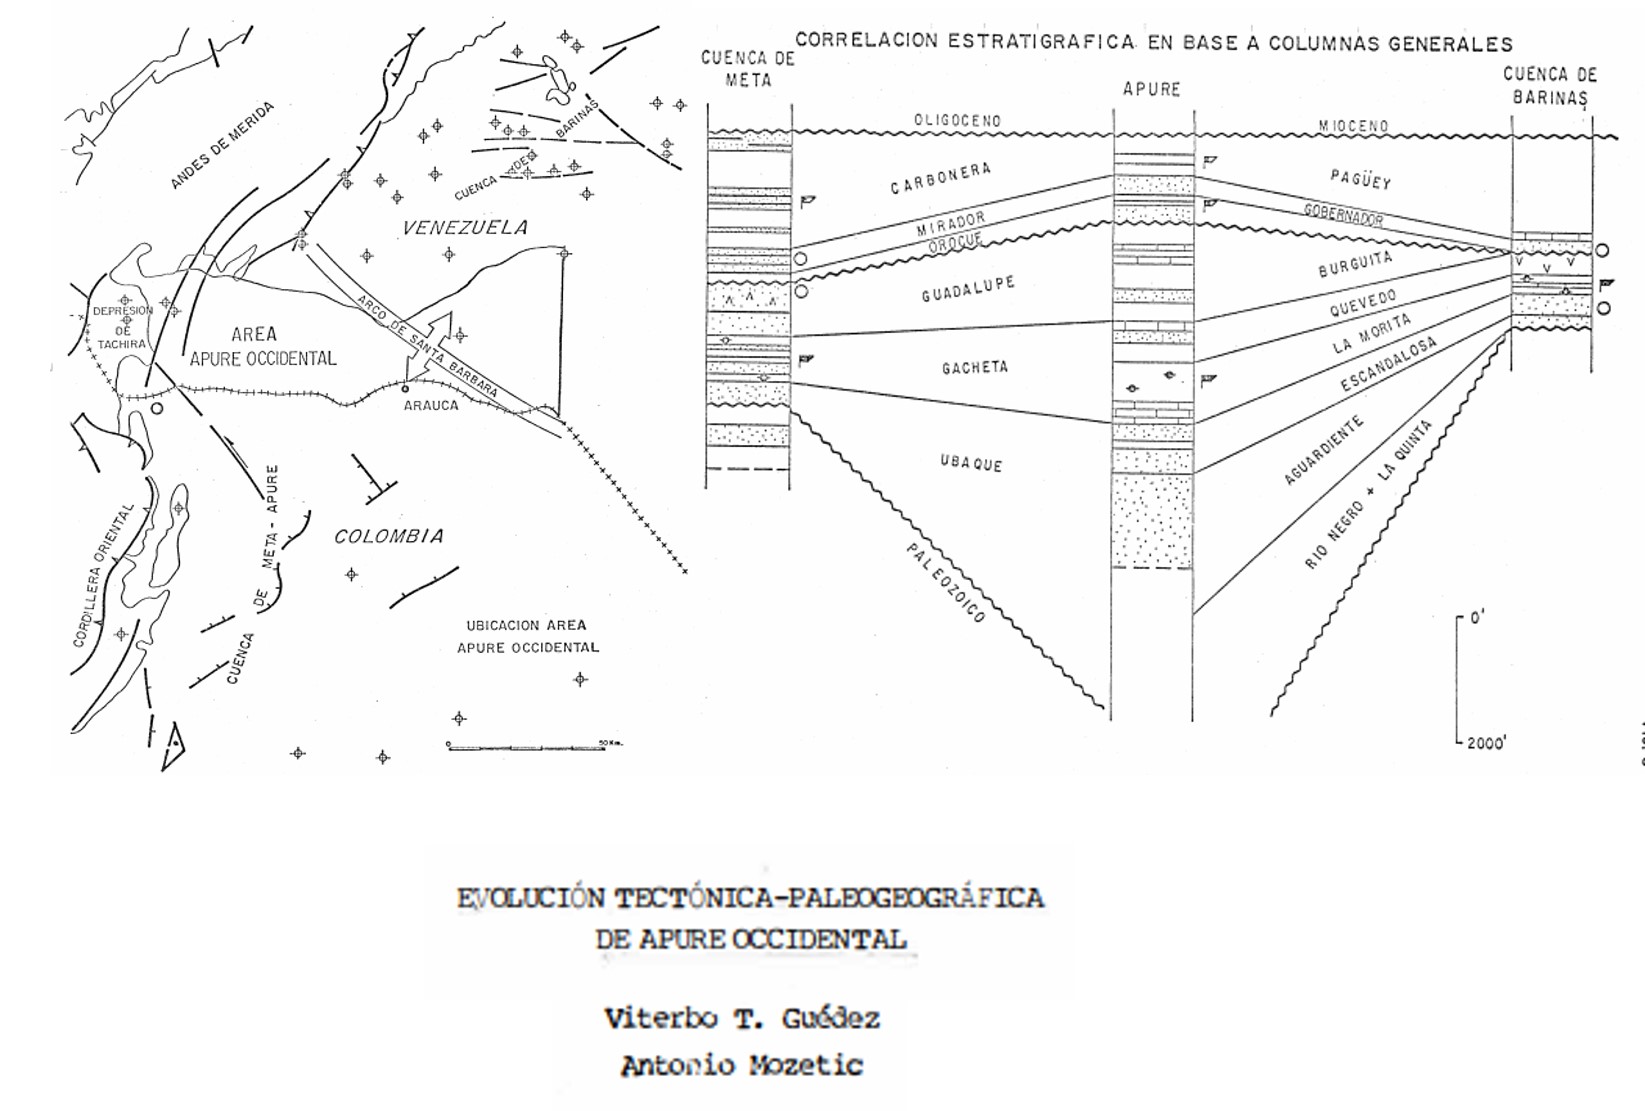 ANDES DE MERIDA
CUENCA DE BARINAS
VENEZUELA
DEPRESION
DE
TACHIRA
AREA
APURE OCCIDENTAL
ARCO DE SANTA BARBARA
ARAUCA
CORDILLERA ORIENTAL
CUENCA DE META - APURE
COLOMBIA
UBICACION AREA
APURE OCCIDENTAL
0 50 Km.
CORRELACION ESTRATIGRAFICA EN BASE A COLUMNAS GENERALES
CUENCA DE
META
APURE
CUENCA DE
BARINAS
OLIGOCENO
MIOCENO
CARBONERA
MIRADOR
OROCUE
GUADALUPE
GACHETA
UBAQUE
PALEOZOICO
PAGÜEY
GOBERNADOR
BURGUITA
QUEVEDO
LA MORITA
ESCANDALOSA
AGUARDIENTE
RIO NEGRO + LA QUINTA
0'
2000'
EVOLUCIÓN TECTÓNICA-PALEOGEOGRÁFICA
DE APURE OCCIDENTAL
Viterbo T. Guédez
Antonio Mozetic